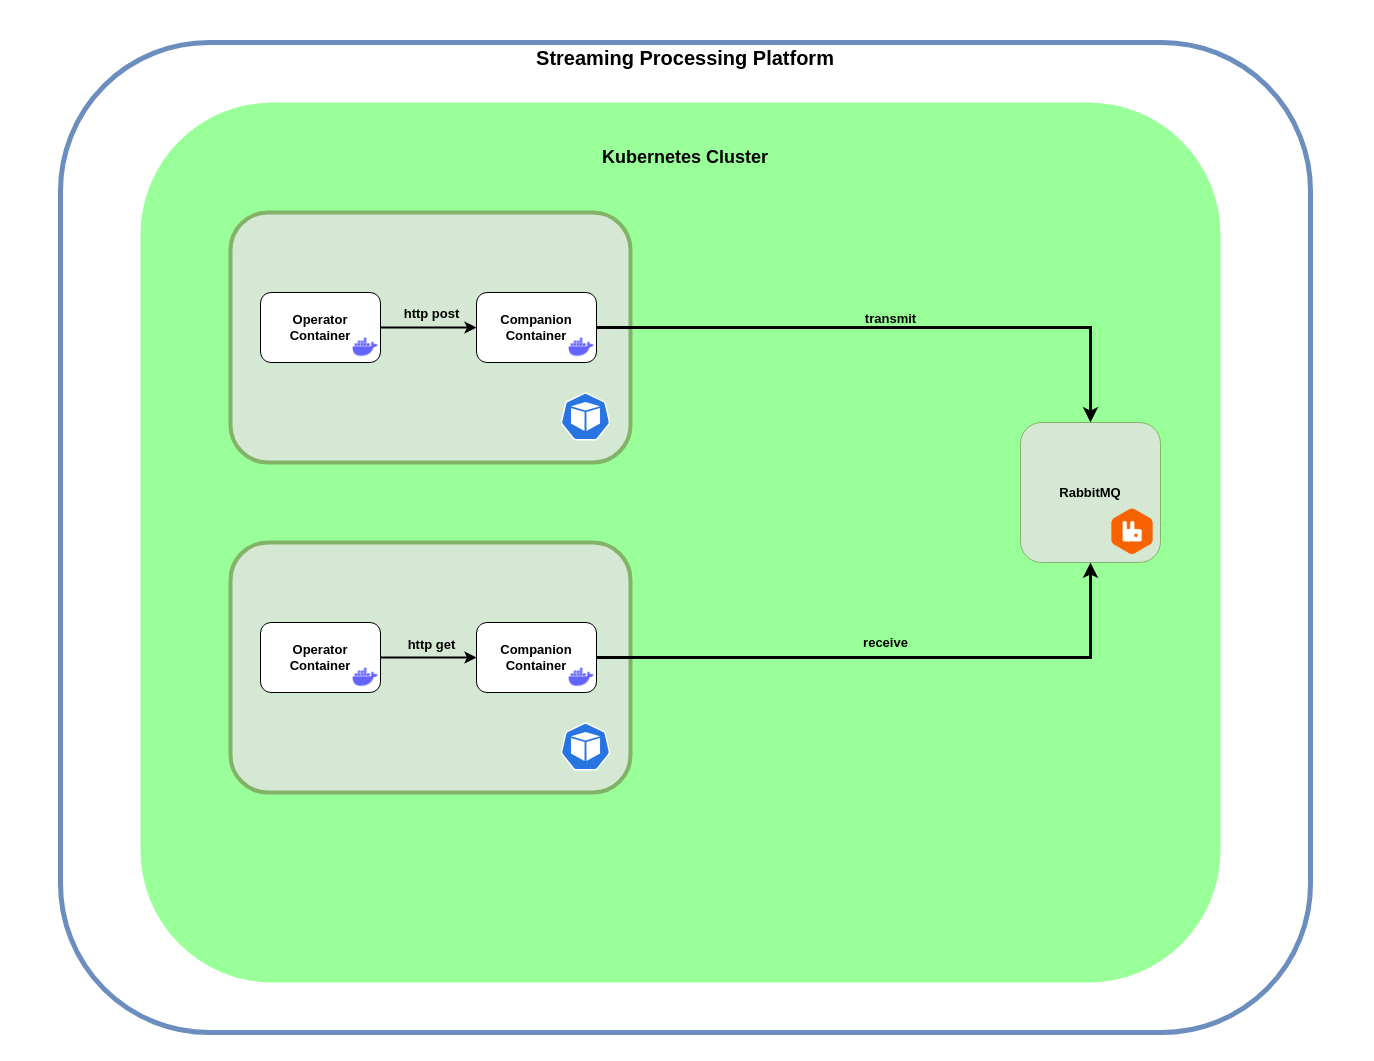 Streaming Processing Platform
Kubernetes Cluster
Operator
Container
http post
Companion
Container
transmit
RabbitMQ
Operator
Container
http get
Companion
Container
receive